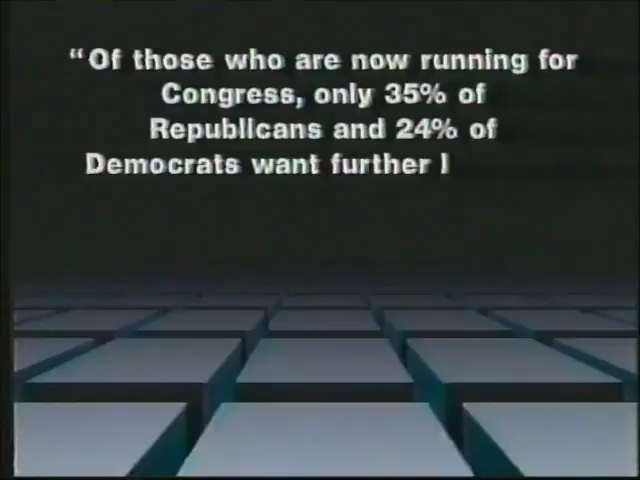 “Of those who are now running for
Congress, only 35% of
Republicans and 24% of
Democrats want further l